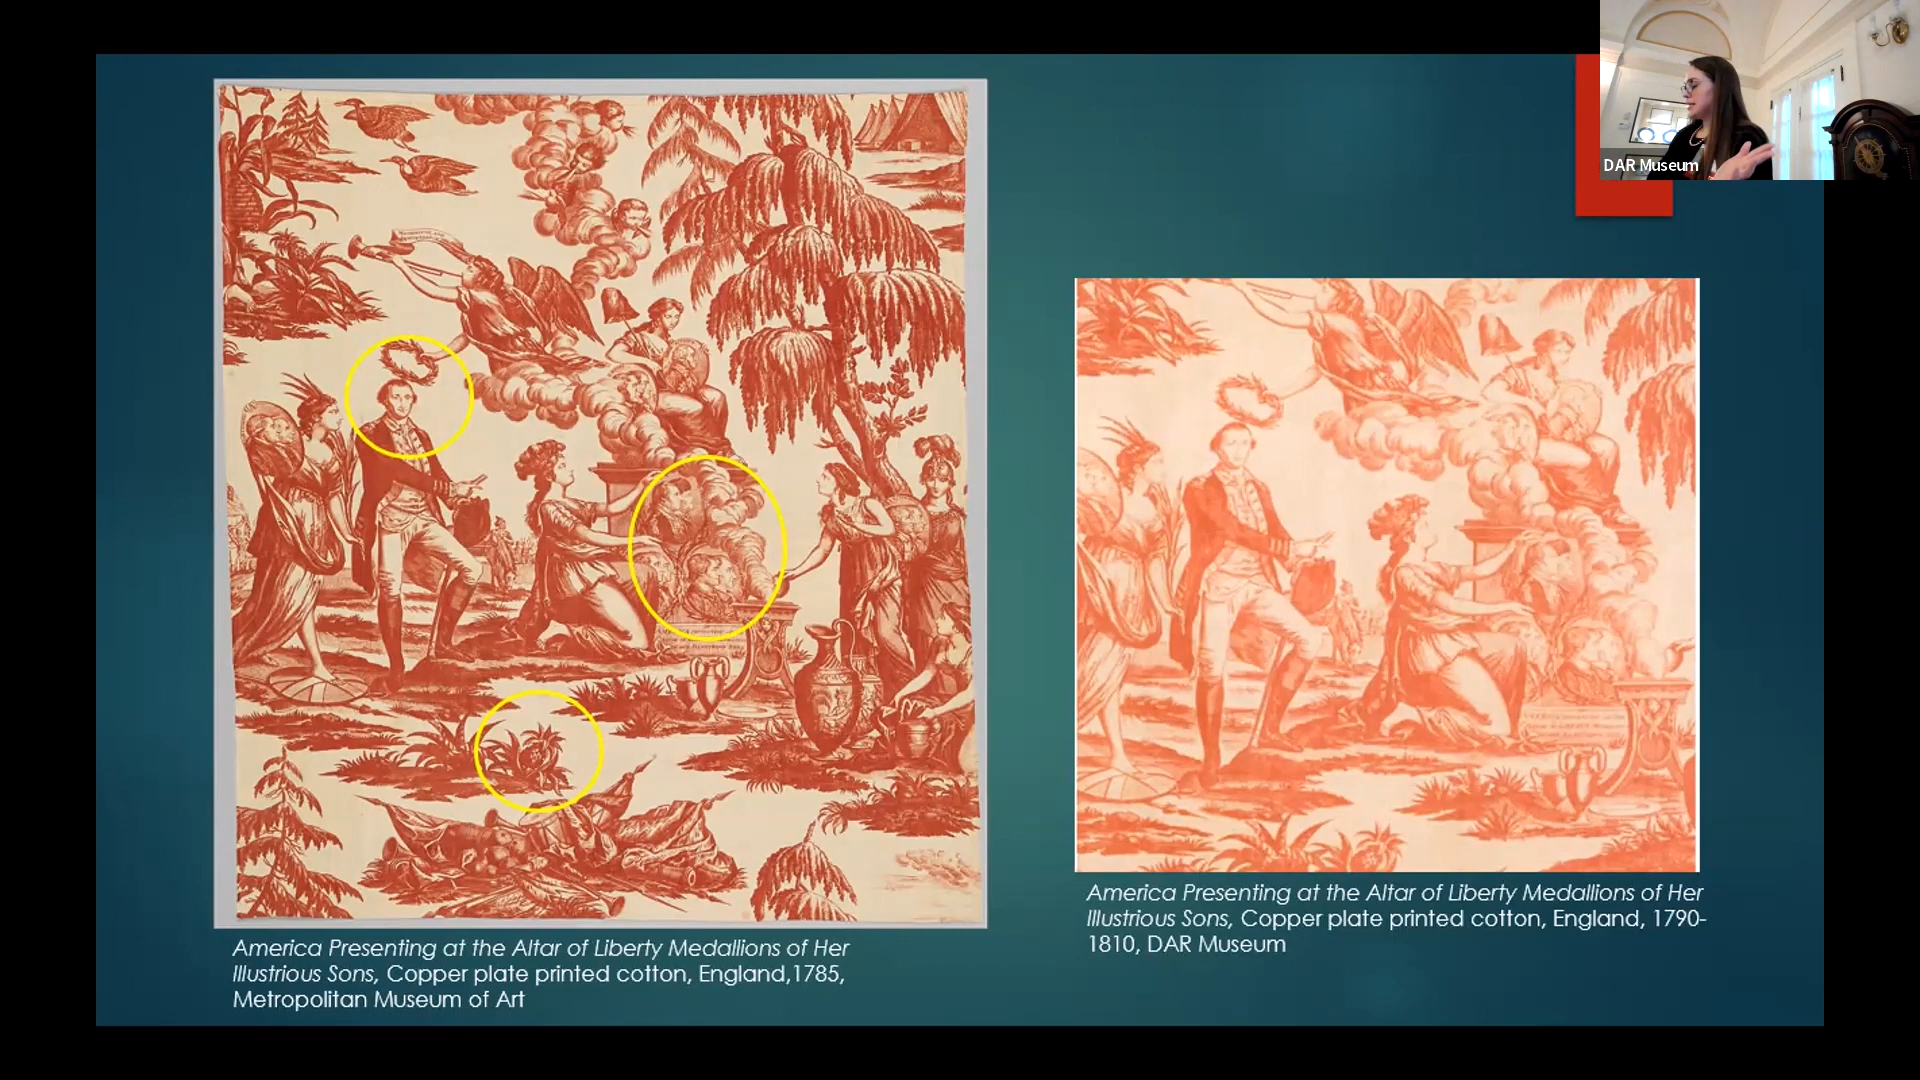 DAR Museum
America Presenting at the Altar of Liberty Medallions of Her
Illustrious Sons, Copper plate printed cotton, England,1785,
Metropolitan Museum of Art
America Presenting at the Altar of Liberty Medallions of Her
Illustrious Sons, Copper plate printed cotton, England, 1790-
1810, DAR Museum